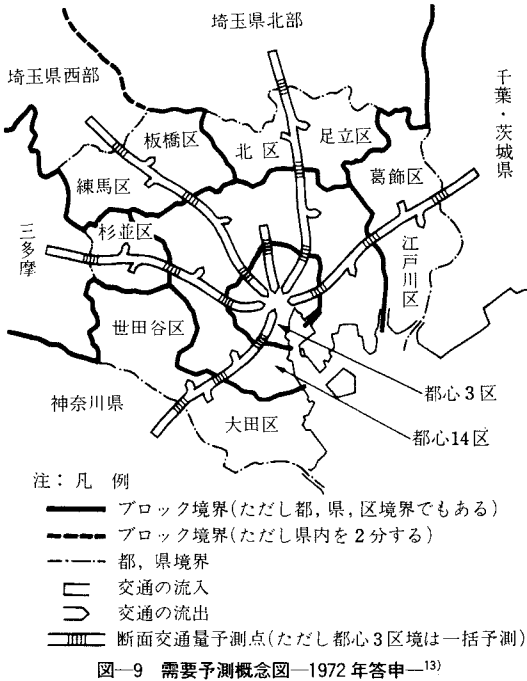 埼玉県北部
埼玉県西部
千葉・茨城県
板橋区
北区
足立区
練馬区
葛飾区
杉並区
三多摩
江戸川区
世田谷区
神奈川県
都心3区
大田区
都心14区
注：凡 例
ブロック境界(ただし都，県，区境界でもある)
ブロック境界(ただし県内を2分する)
都，県境界
交通の流入
交通の流出
断面交通量予測点(ただし都心3区境は一括予測)
図―9 需要予測概念図―1972年答申―13)